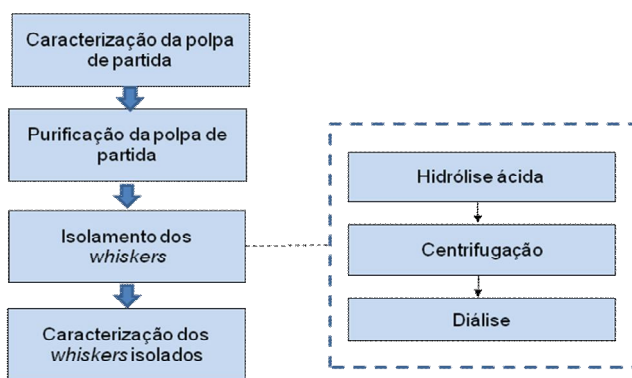 Caracterização da polpa
de partida
Purificação da polpa de
partida
Isolamento dos
whiskers
Caracterização dos
whiskers isolados
Hidrólise ácida
Centrifugação
Diálise